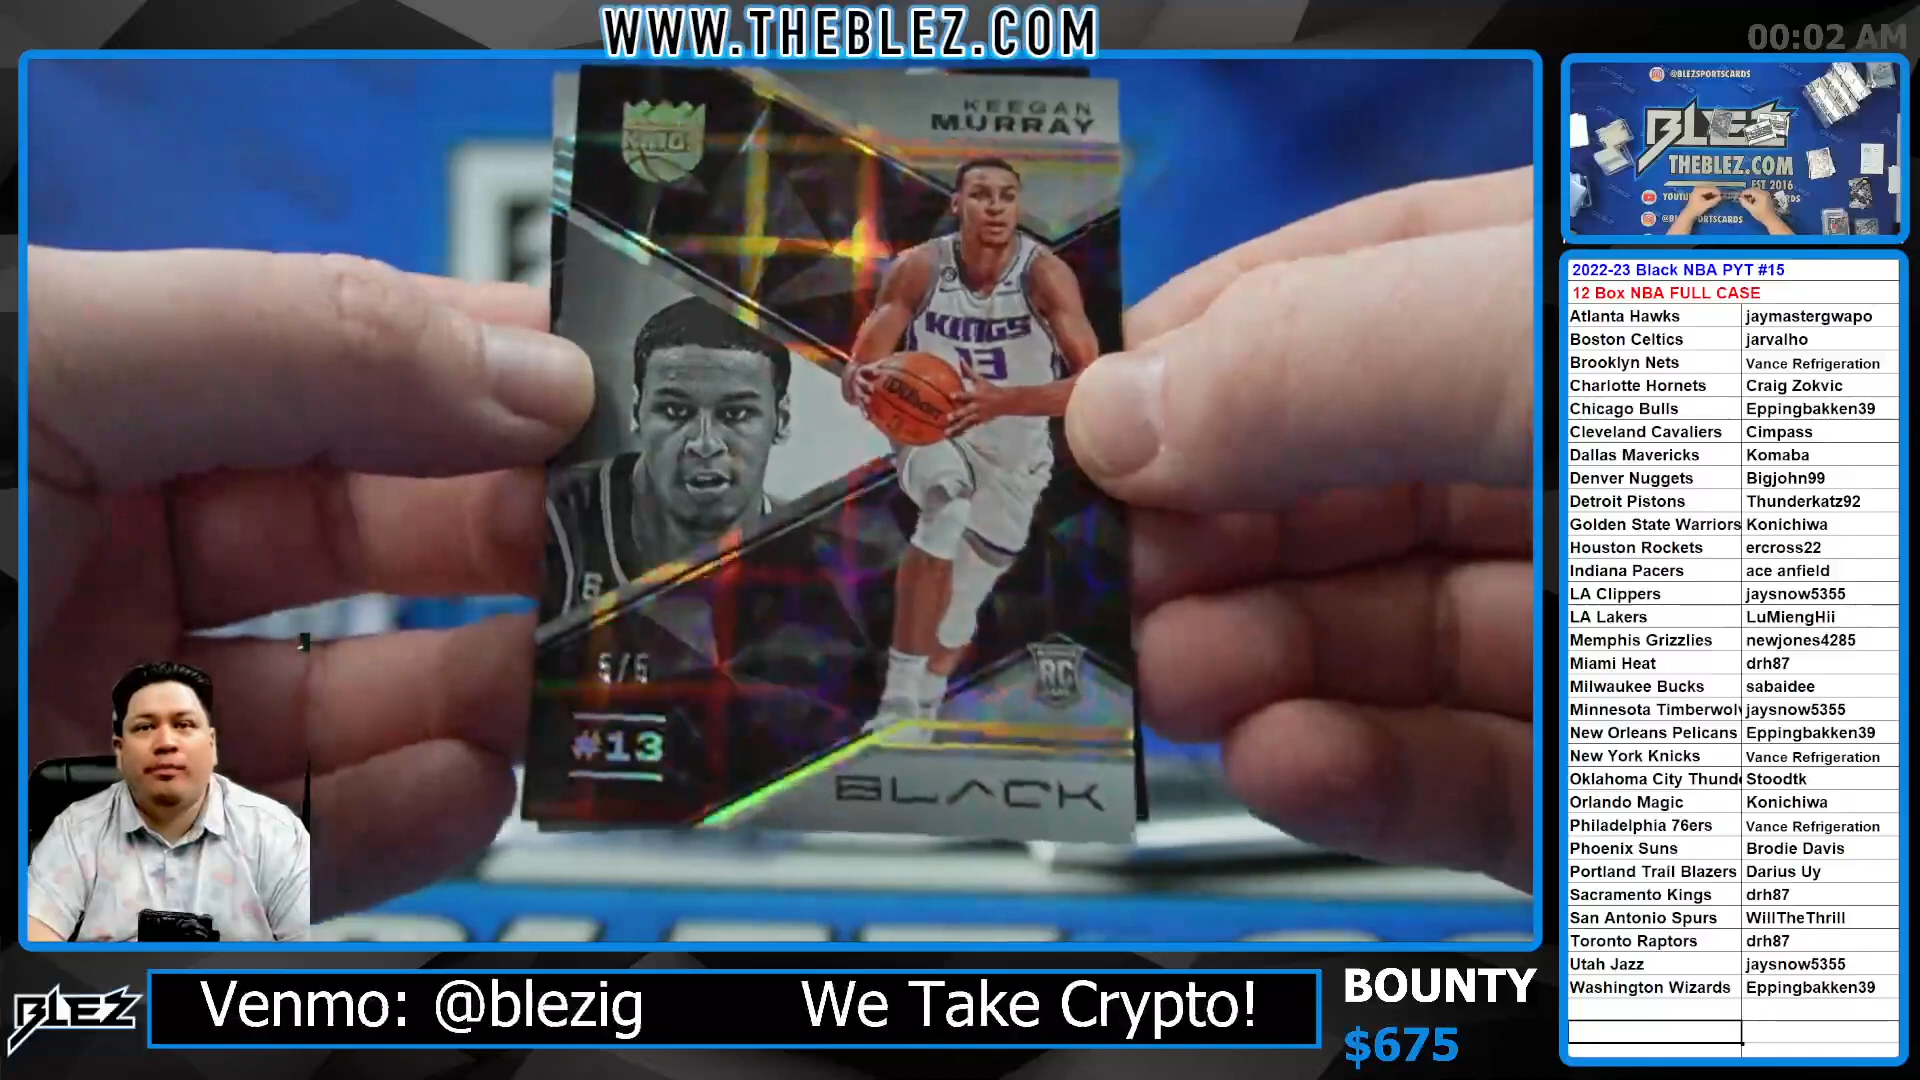 WWW.THEBLEZ.COM
00:02 AM
KEEGAN
MURRAY
KINGS
13
Wilson
6
5/5
#13
RC
BLACK
@BLEZSPORTSCARDS
BLEZ
THEBLEZ.COM
EST 2016
2022-23 Black NBA PYT #15
12 Box NBA FULL CASE
Atlanta Hawks jaymastergwapo
Boston Celtics jarvalho
Brooklyn Nets Vance Refrigeration
Charlotte Hornets Craig Zokvic
Chicago Bulls Eppingbakken39
Cleveland Cavaliers Cimpass
Dallas Mavericks Komaba
Denver Nuggets Bigjohn99
Detroit Pistons Thunderkatz92
Golden State Warriors Konichiwa
Houston Rockets ercross22
Indiana Pacers ace anfield
LA Clippers jaysnow5355
LA Lakers LuMiengHii
Memphis Grizzlies newjones4285
Miami Heat drh87
Milwaukee Bucks sabaidee
Minnesota Timberwolv jaysnow5355
New Orleans Pelicans Eppingbakken39
New York Knicks Vance Refrigeration
Oklahoma City Thunde Stoodtk
Orlando Magic Konichiwa
Philadelphia 76ers Vance Refrigeration
Phoenix Suns Brodie Davis
Portland Trail Blazers Darius Uy
Sacramento Kings drh87
San Antonio Spurs WillTheThrill
Toronto Raptors drh87
Utah Jazz jaysnow5355
Washington Wizards Eppingbakken39
BLEZ
Venmo: @blezig We Take Crypto!
BOUNTY
$675